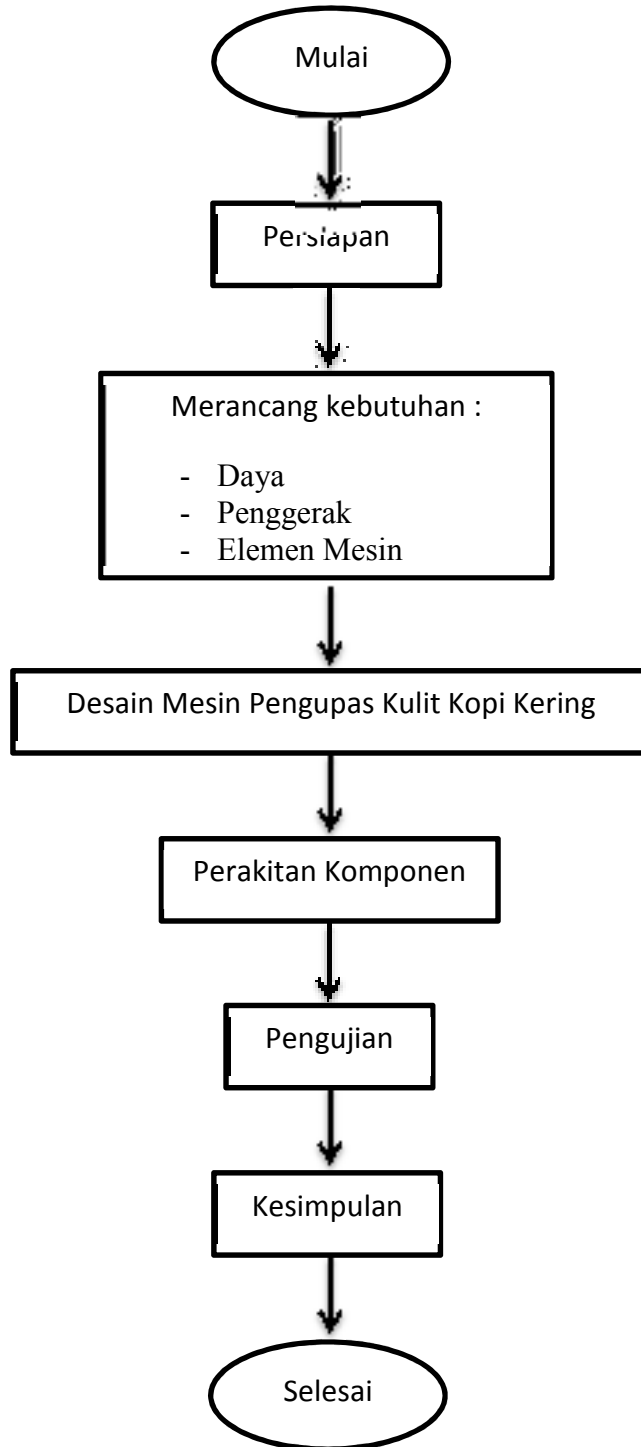 Mulai
Persiapan
Merancang kebutuhan :
- Daya
- Penggerak
- Elemen Mesin
Desain Mesin Pengupas Kulit Kopi Kering
Perakitan Komponen
Pengujian
Kesimpulan
Selesai